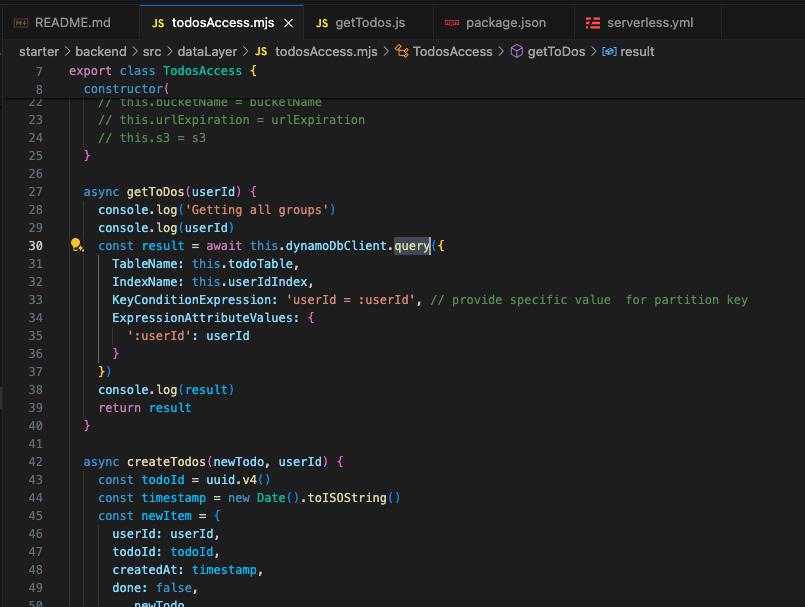 README.md JS todosAccess.mjs × JS getTodos.js package.json serverless.yml
starter > backend > src > dataLayer > JS todosAccess.mjs > TodosAccess > getToDos > result
7 export class TodosAccess {
8 constructor(
22 // this.bucketName = bucketName
23 // this.urlExpiration = urlExpiration
24 // this.s3 = s3
25 }
26
27 async getToDos(userId) {
28 console.log('Getting all groups')
29 console.log(userId)
30 const result = await this.dynamoDbClient.query({
31 TableName: this.todoTable,
32 IndexName: this.userIdIndex,
33 KeyConditionExpression: 'userId = :userId', // provide specific value  for partition key
34 ExpressionAttributeValues: {
35 ':userId': userId
36 }
37 })
38 console.log(result)
39 return result
40 }
41
42 async createTodos(newTodo, userId) {
43 const todoId = uuid.v4()
44 const timestamp = new Date().toISOString()
45 const newItem = {
46 userId: userId,
47 todoId: todoId,
48 createdAt: timestamp,
49 done: false,
50 ...newTodo